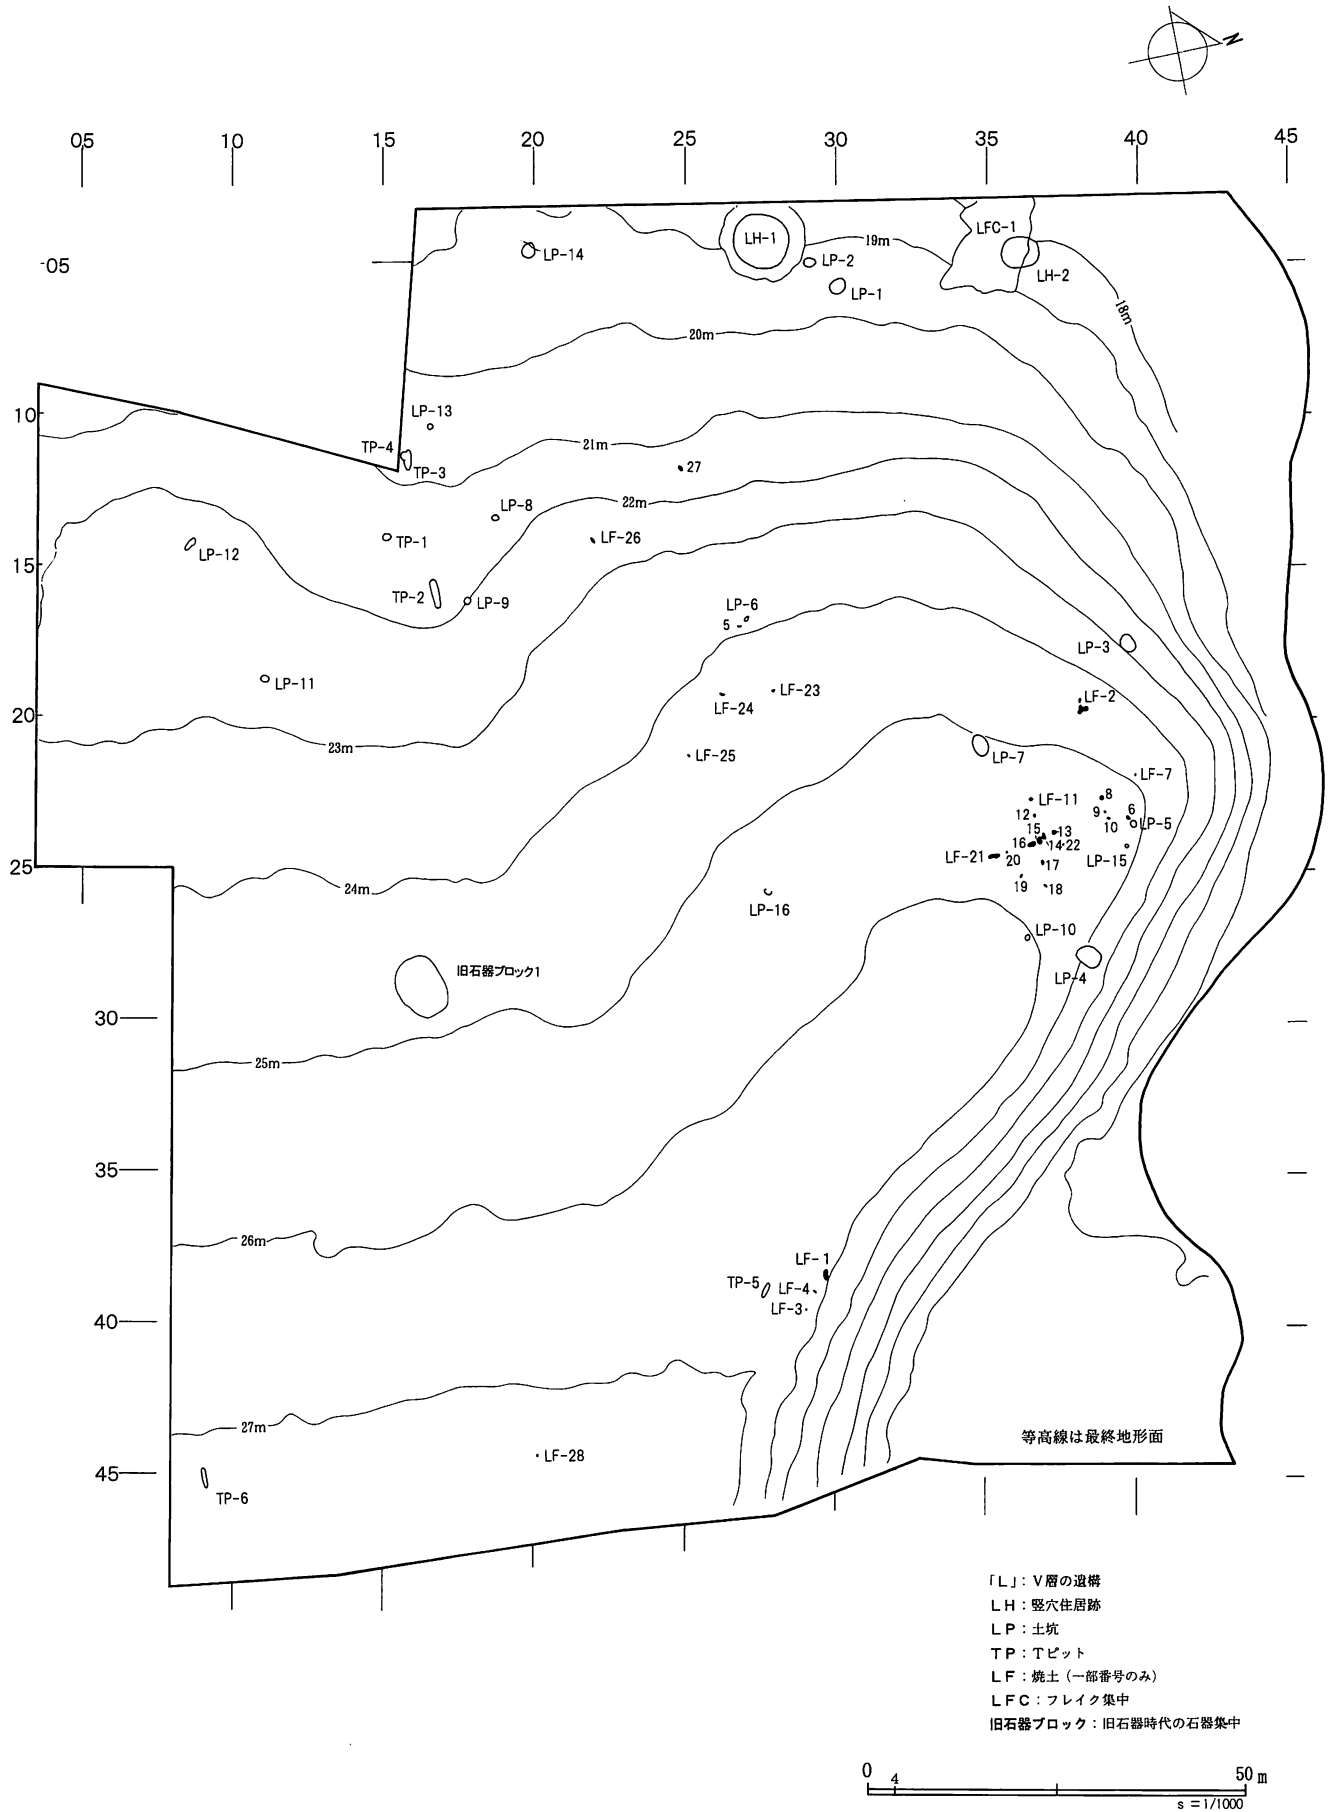 N
05 10 15 20 25 30 35 40 45
-05
LP-14
LH-1
19m
LP-2
LP-1
LFC-1
LH-2
18m
20m
10
LP-13
TP-4
TP-3
21m
27
22m
LP-8
LF-26
TP-1
15
LP-12
TP-2
LP-9
LP-6
5
LP-3
LP-11
LF-23
LF-24
LF-2
20
23m
LF-25
LP-7
LF-7
LF-11
8
12
9
6
10
LP-5
15
13
16
14
22
LF-21
20
17
LP-15
19
18
25
24m
LP-16
LP-10
LP-4
旧石器ブロック1
30
25m
35
26m
LF-1
TP-5
LF-4
LF-3
40
27m
LF-28
等高線は最終地形面
45
TP-6
「L」: V層の遺構
LH : 竪穴住居跡
LP : 土坑
TP : Tピット
LF : 焼土 (一部番号のみ)
LFC : フレイク集中
旧石器ブロック : 旧石器時代の石器集中
0 4 50 m
s = 1/1000